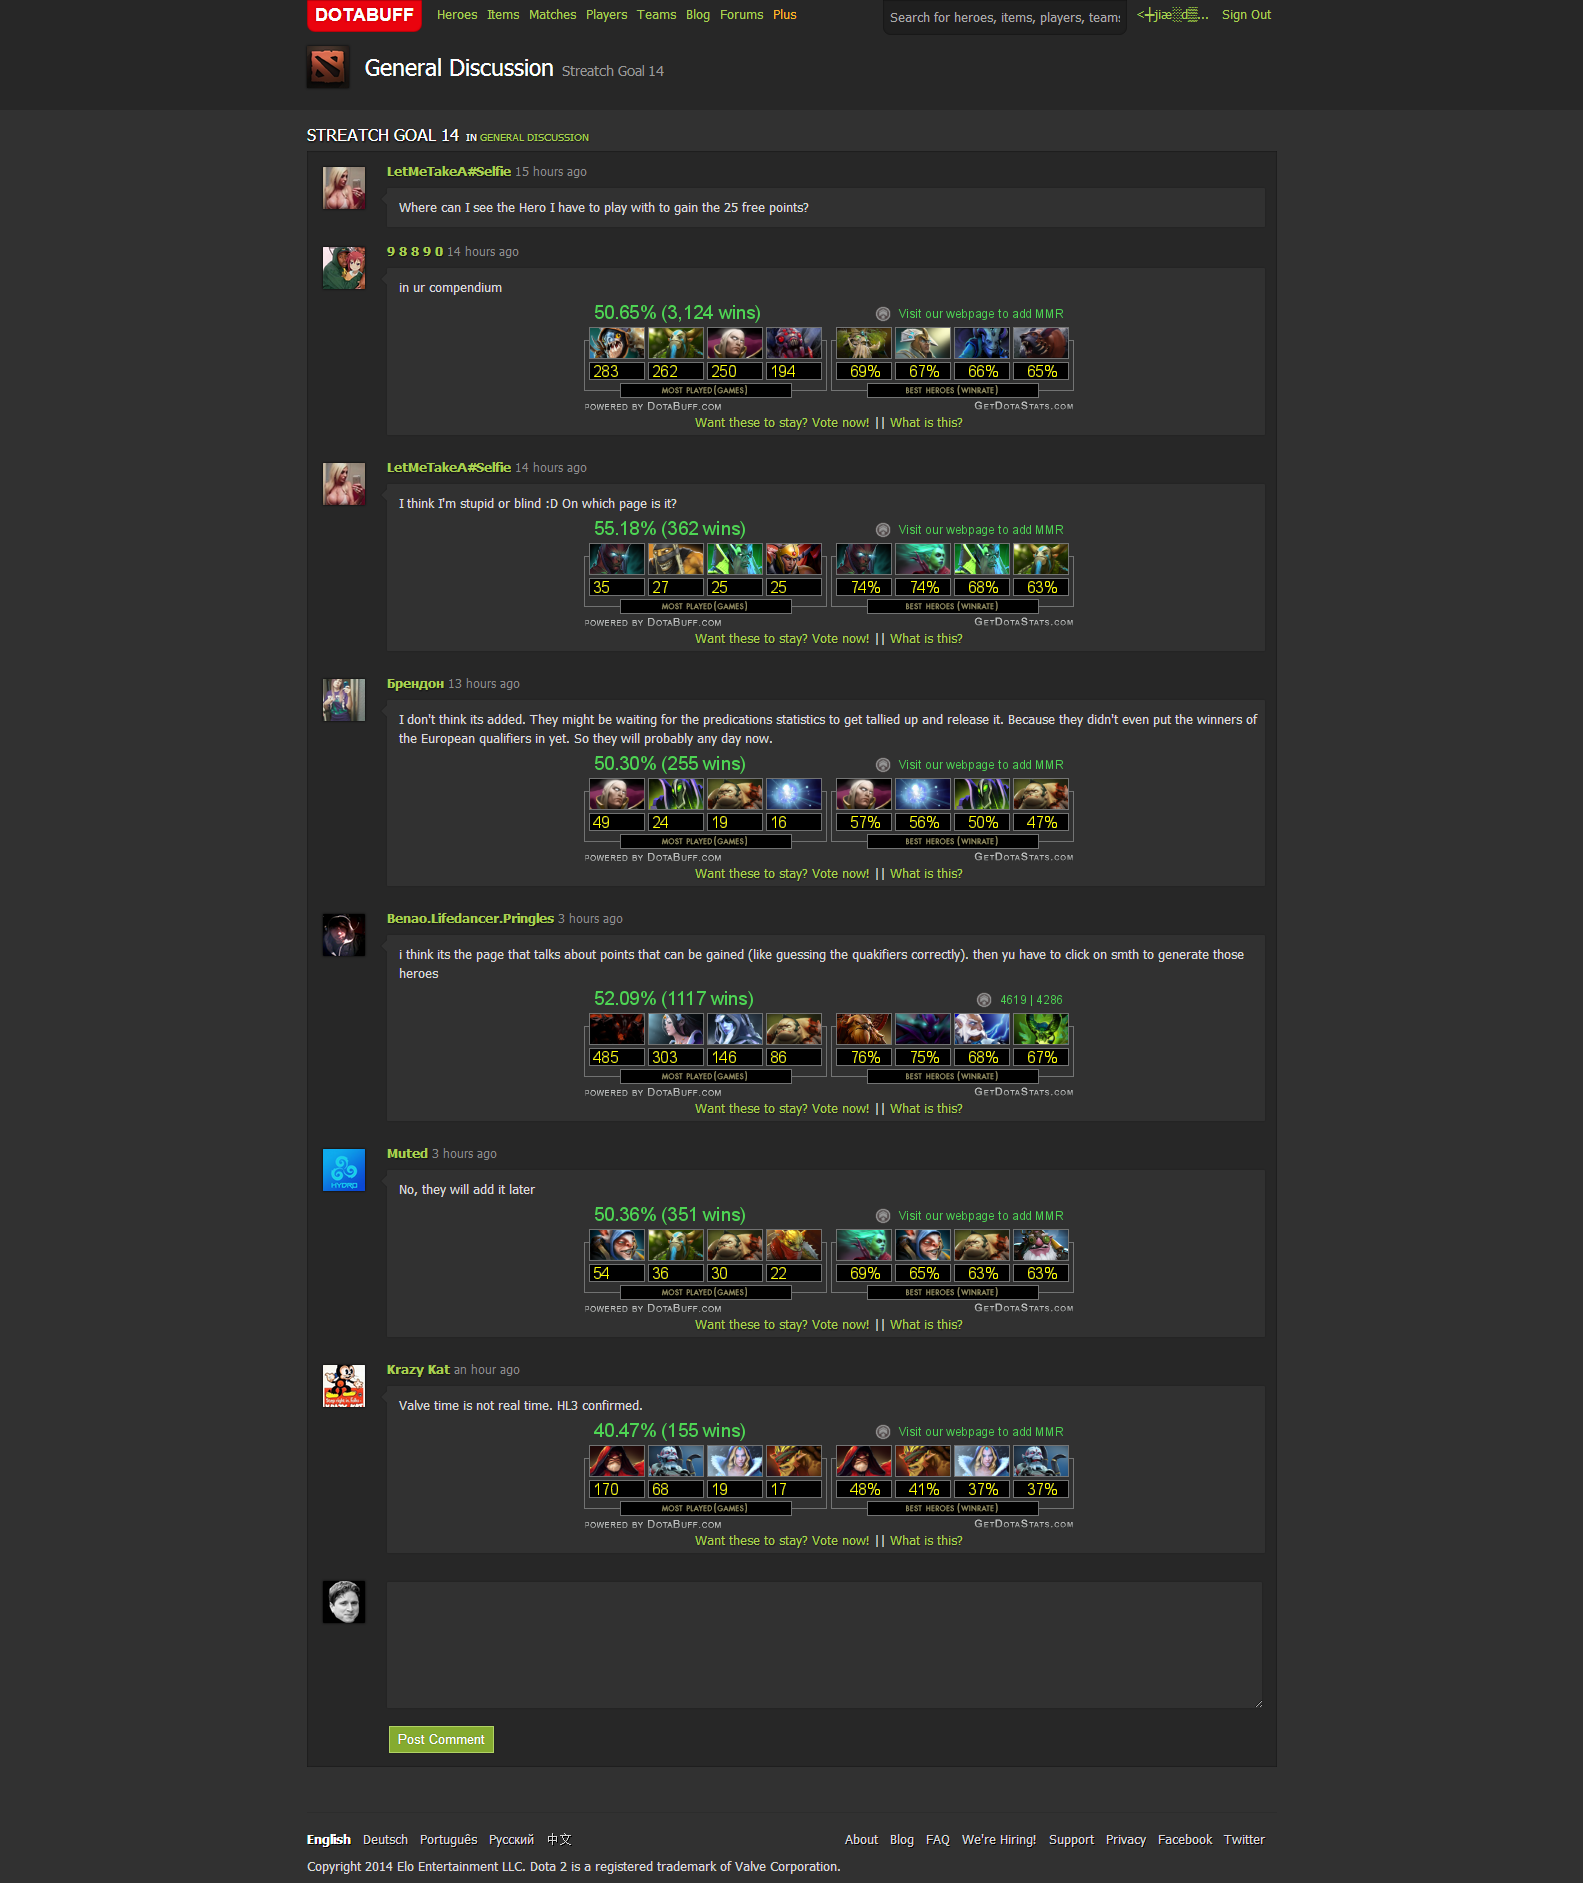 DOTABUFF Heroes Items Matches Players Teams Blog Forums Plus Search for heroes, items, players, teams Sign Out
General Discussion Streatch Goal 14
STREATCH GOAL 14 IN GENERAL DISCUSSION
LetMeTakeA#Selfie 15 hours ago
Where can I see the Hero I have to play with to gain the 25 free points?
9 8 8 9 0 14 hours ago
in ur compendium
50.65% (3,124 wins) Visit our webpage to add MMR
283 262 250 194 69% 67% 66% 65%
MOST PLAYED(GAMES) BEST HEROES (WINRATE)
POWERED BY DOTABUFF.COM GETDOTASTATS.COM
Want these to stay? Vote now! || What is this?
LetMeTakeA#Selfie 14 hours ago
I think I'm stupid or blind :D On which page is it?
55.18% (362 wins) Visit our webpage to add MMR
35 27 25 25 74% 74% 68% 63%
MOST PLAYED(GAMES) BEST HEROES (WINRATE)
POWERED BY DOTABUFF.COM GETDOTASTATS.COM
Want these to stay? Vote now! || What is this?
Брендон 13 hours ago
I don't think its added. They might be waiting for the predications statistics to get tallied up and release it. Because they didn't even put the winners of
the European qualifiers in yet. So they will probably any day now.
50.30% (255 wins) Visit our webpage to add MMR
49 24 19 16 57% 56% 50% 47%
MOST PLAYED(GAMES) BEST HEROES (WINRATE)
POWERED BY DOTABUFF.COM GETDOTASTATS.COM
Want these to stay? Vote now! || What is this?
Benao.Lifedancer.Pringles 3 hours ago
i think its the page that talks about points that can be gained (like guessing the quakifiers correctly). then yu have to click on smth to generate those
heroes
52.09% (1117 wins) 4619 | 4286
485 303 146 86 76% 75% 68% 67%
MOST PLAYED(GAMES) BEST HEROES (WINRATE)
POWERED BY DOTABUFF.COM GETDOTASTATS.COM
Want these to stay? Vote now! || What is this?
Muted 3 hours ago
HYDRO
No, they will add it later
50.36% (351 wins) Visit our webpage to add MMR
54 36 30 22 69% 65% 63% 63%
MOST PLAYED(GAMES) BEST HEROES (WINRATE)
POWERED BY DOTABUFF.COM GETDOTASTATS.COM
Want these to stay? Vote now! || What is this?
Krazy Kat an hour ago
Valve time is not real time. HL3 confirmed.
40.47% (155 wins) Visit our webpage to add MMR
170 68 19 17 48% 41% 37% 37%
MOST PLAYED(GAMES) BEST HEROES (WINRATE)
POWERED BY DOTABUFF.COM GETDOTASTATS.COM
Want these to stay? Vote now! || What is this?
Post Comment
English Deutsch Português Русский 中文 About Blog FAQ We're Hiring! Support Privacy Facebook Twitter
Copyright 2014 Elo Entertainment LLC. Dota 2 is a registered trademark of Valve Corporation.